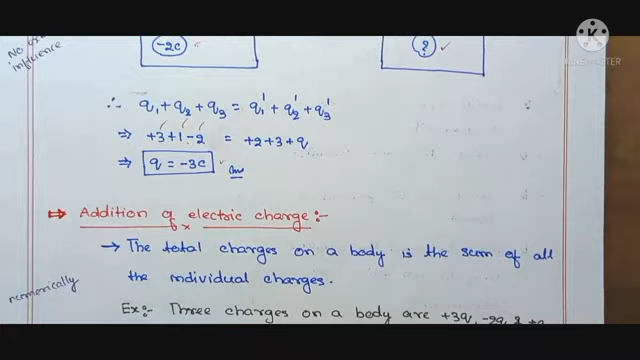 No
influence
-2c
?
∴ q₁ + q₂ + q₃ = q₁' + q₂' + q₃'
⇒ +3 + 1 - 2 = +2 + 3 + q
⇒ q = -3c
Ans
⇒ Addition of electric charge :-
→ The total charges on a body is the sum of all
numerically
the individual charges.
Ex:- Three charges on a body are +3q, -2q & +q
K
KINEMASTER